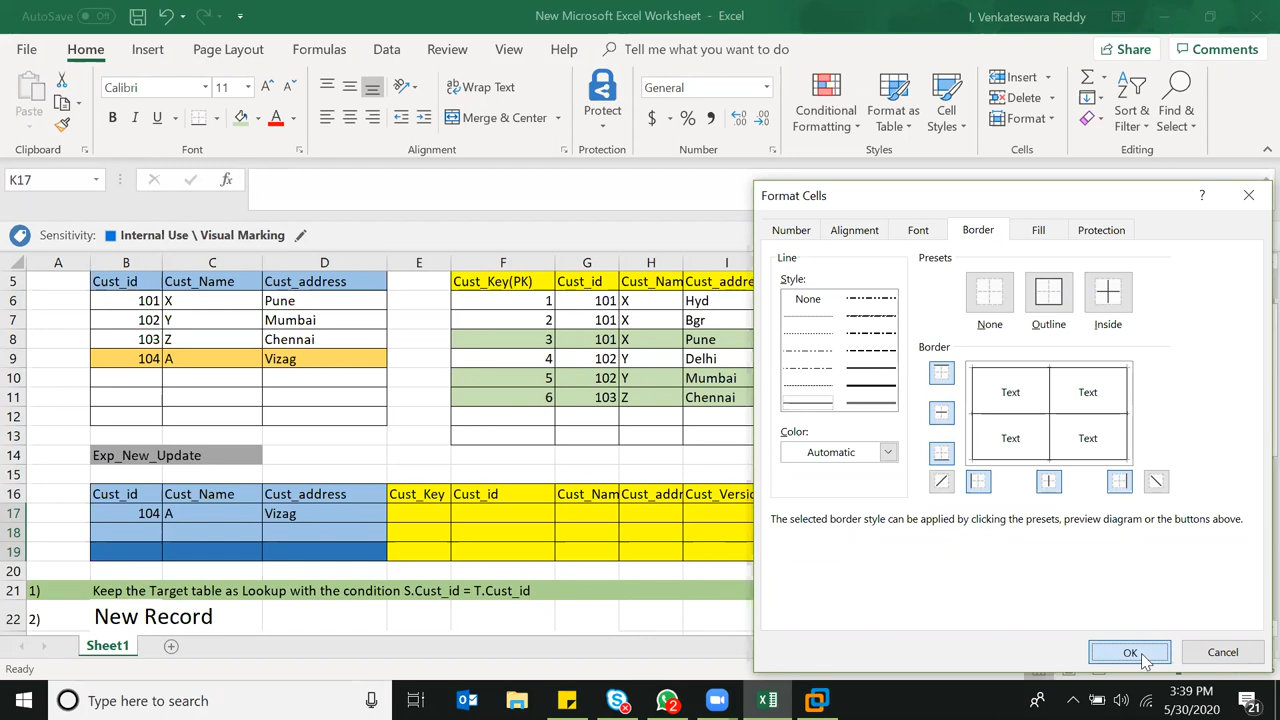 AutoSave Off
New Microsoft Excel Worksheet - Excel
I, Venkateswara Reddy
File Home Insert Page Layout Formulas Data Review View Help Tell me what you want to do Share Comments
Paste
Calibri 11
Wrap Text
Merge & Center
Protect
General
Conditional Formatting
Format as Table
Cell Styles
Insert
Delete
Format
Sort & Filter
Find & Select
Clipboard Font Alignment Protection Number Styles Cells Editing
K17
Sensitivity: Internal Use \ Visual Marking
A B C D E F G H I
5 Cust_id Cust_Name Cust_address Cust_Key(PK) Cust_id Cust_Nam Cust_addre
6 101 X Pune 1 101 X Hyd
7 102 Y Mumbai 2 101 X Bgr
8 103 Z Chennai 3 101 X Pune
9 104 A Vizag 4 102 Y Delhi
10 5 102 Y Mumbai
11 6 103 Z Chennai
12
13
14 Exp_New_Update
15
16 Cust_id Cust_Name Cust_address Cust_Key Cust_id Cust_Nam Cust_addr Cust_Versio
17 104 A Vizag
18
19
20
21 1) Keep the Target table as Lookup with the condition S.Cust_id = T.Cust_id
22 2) New Record
Sheet1
Ready
Format Cells ?
Number Alignment Font Border Fill Protection
Line
Style:
None
Color:
Automatic
Presets
None Outline Inside
Border
Text Text
Text Text
The selected border style can be applied by clicking the presets, preview diagram or the buttons above.
OK Cancel
Type here to search
2
3:39 PM
5/30/2020
21